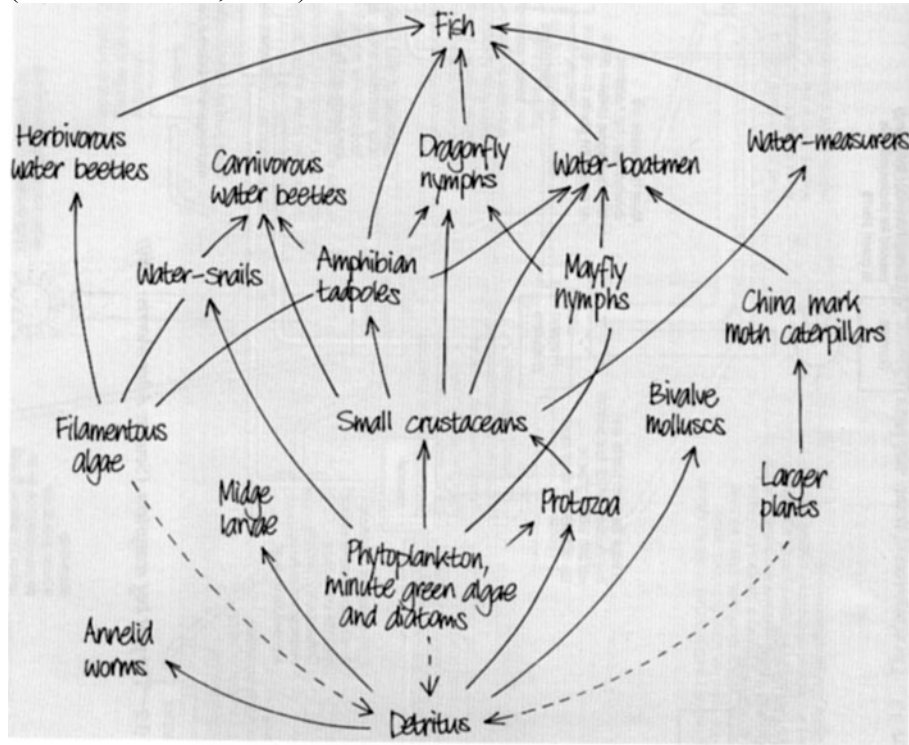 Fish
Herbivorous
water beetles
Carnivorous
water beetles
Dragonfly
nymphs
Water-boatmen
Water-measurers
Water-snails
Amphibian
tadpoles
Mayfly
nymphs
China mark
moth caterpillars
Filamentous
algae
Small crustaceans
Bivalve
molluscs
Midge
larvae
Protozoa
Larger
plants
Phytoplankton,
minute green algae
and diatoms
Annelid
worms
Detritus